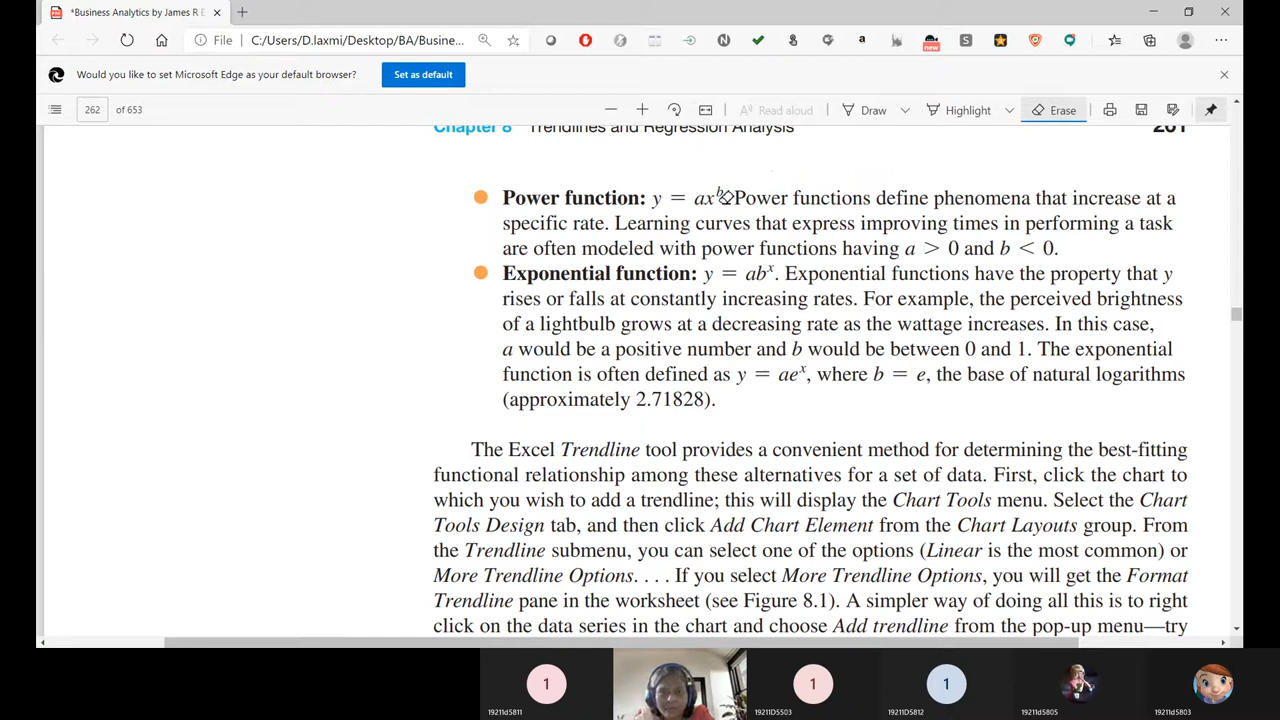 *Business Analytics by James R E
File
C:/Users/D.laxmi/Desktop/BA/Busine...
new
Would you like to set Microsoft Edge as your default browser?
Set as default
262 of 653
Read aloud
Draw
Highlight
Erase
Chapter 8 Trendlines and Regression Analysis 261
Power function: y = ax^b Power functions define phenomena that increase at a
specific rate. Learning curves that express improving times in performing a task
are often modeled with power functions having a > 0 and b < 0.
Exponential function: y = ab^x. Exponential functions have the property that y
rises or falls at constantly increasing rates. For example, the perceived brightness
of a lightbulb grows at a decreasing rate as the wattage increases. In this case,
a would be a positive number and b would be between 0 and 1. The exponential
function is often defined as y = ae^x, where b = e, the base of natural logarithms
(approximately 2.71828).
The Excel Trendline tool provides a convenient method for determining the best-fitting
functional relationship among these alternatives for a set of data. First, click the chart to
which you wish to add a trendline; this will display the Chart Tools menu. Select the Chart
Tools Design tab, and then click Add Chart Element from the Chart Layouts group. From
the Trendline submenu, you can select one of the options (Linear is the most common) or
More Trendline Options. . . . If you select More Trendline Options, you will get the Format
Trendline pane in the worksheet (see Figure 8.1). A simpler way of doing all this is to right
click on the data series in the chart and choose Add trendline from the pop-up menu—try
1
1
1
19211d5811
19211D5503
19211D5812
19211d5805
19211d5803